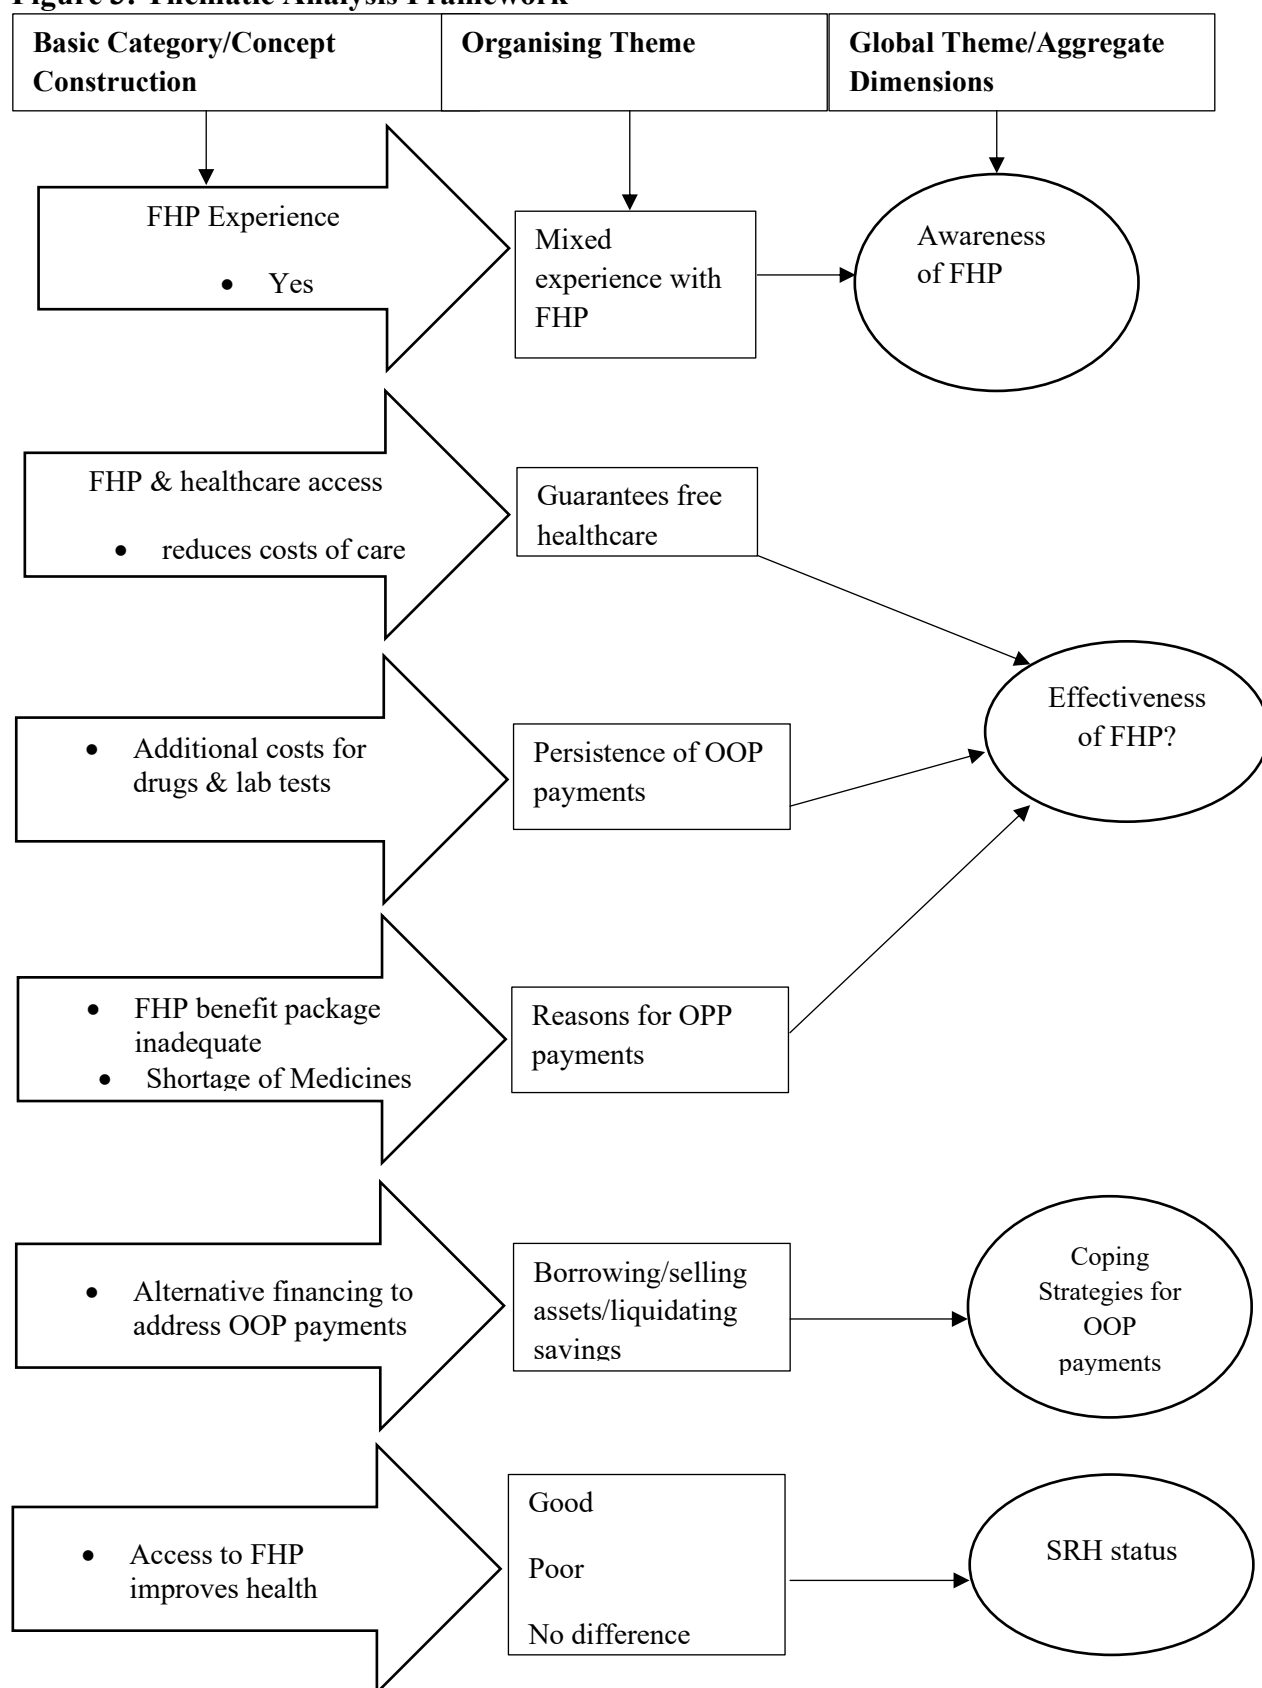 Figure 3: Thematic Analysis Framework
Basic Category/Concept
Construction
Organising Theme
Global Theme/Aggregate
Dimensions
FHP Experience
• Yes
Mixed
experience with
FHP
Awareness
of FHP
FHP & healthcare access
• reduces costs of care
Guarantees free
healthcare
• Additional costs for
drugs & lab tests
Persistence of OOP
payments
Effectiveness
of FHP?
• FHP benefit package
inadequate
• Shortage of Medicines
Reasons for OPP
payments
• Alternative financing to
address OOP payments
Borrowing/selling
assets/liquidating
savings
Coping
Strategies for
OOP
payments
• Access to FHP
improves health
Good
Poor
No difference
SRH status